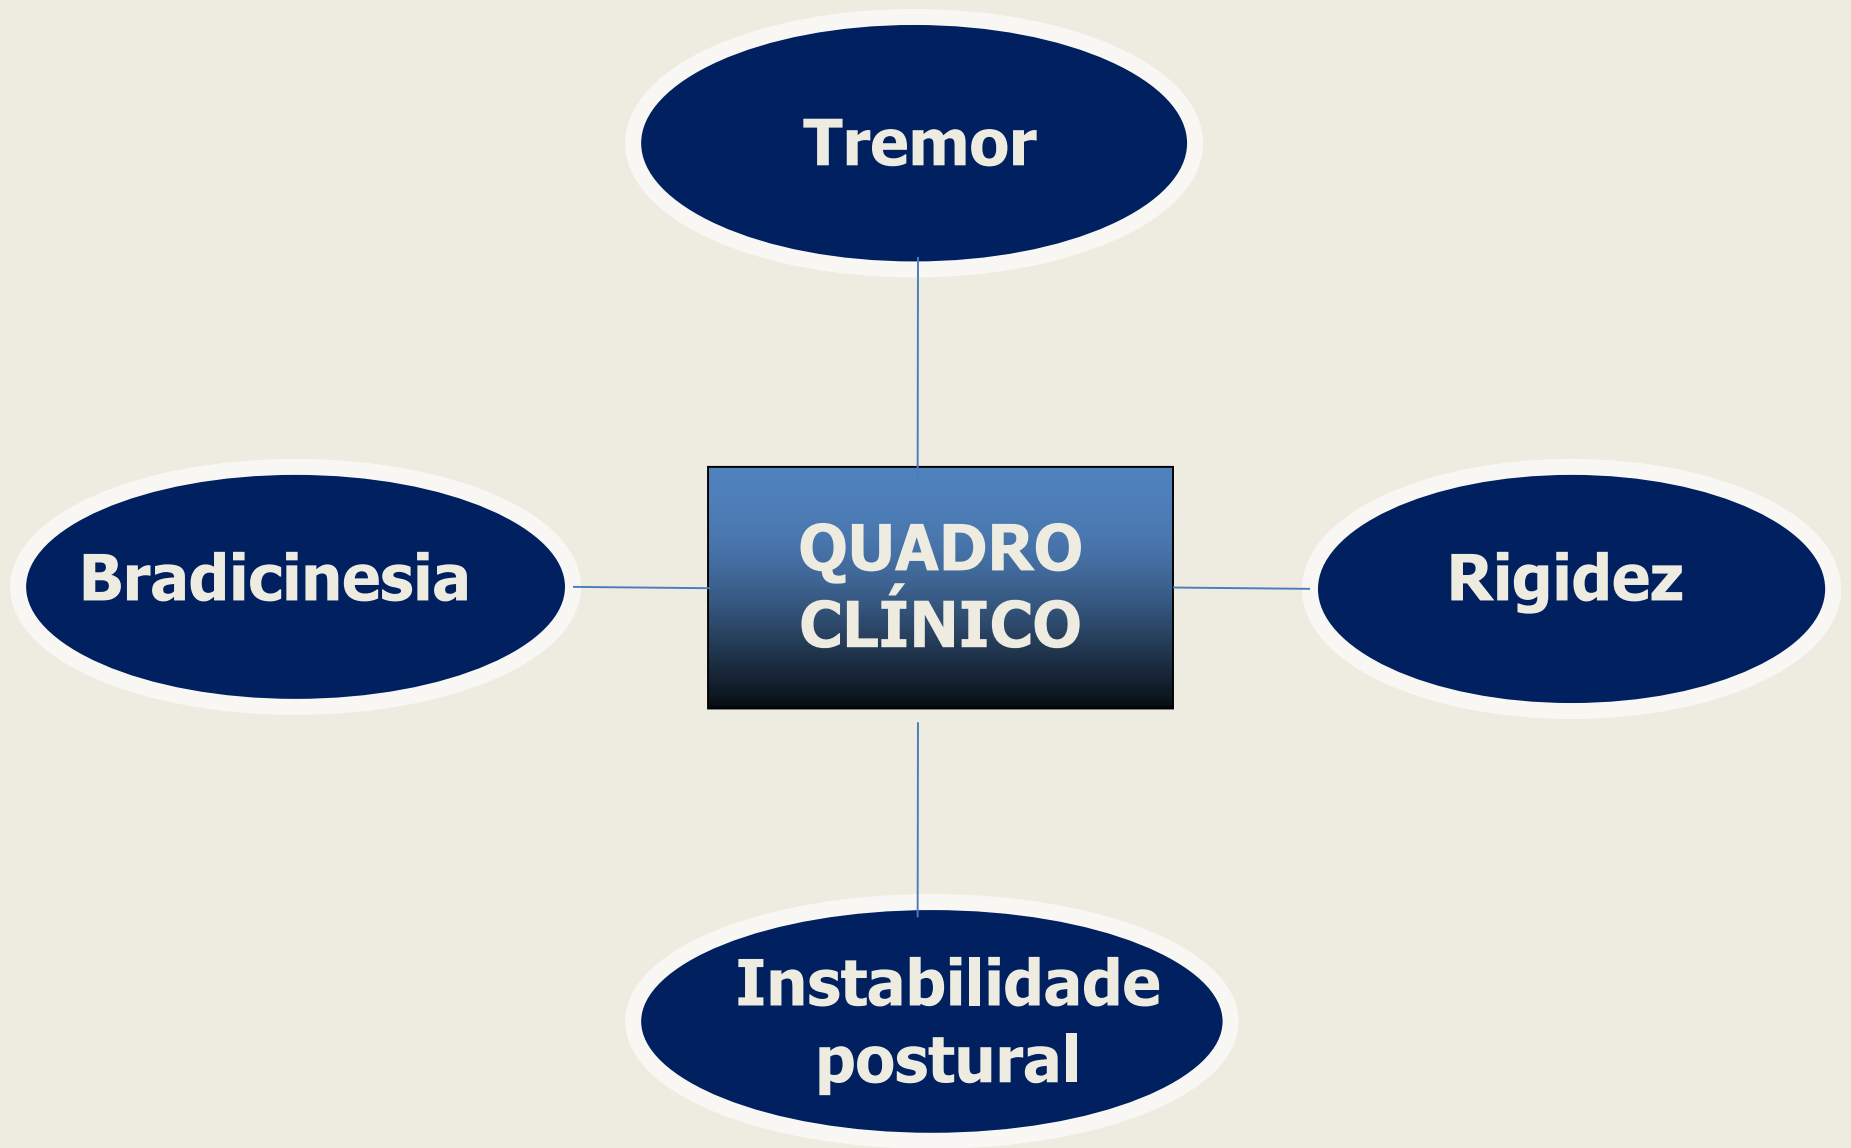 Tremor
Bradicinesia
QUADRO
CLÍNICO
Rigidez
Instabilidade
postural